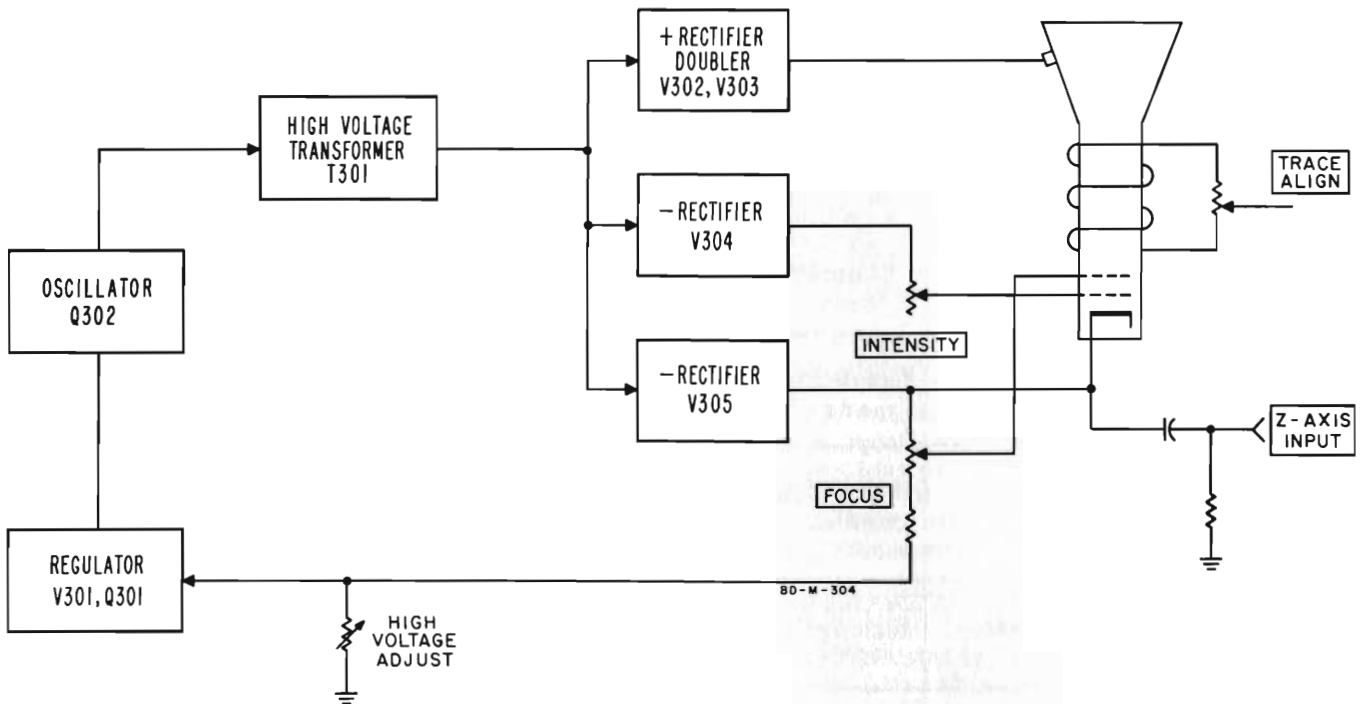 + RECTIFIER
DOUBLER
V302, V303
HIGH VOLTAGE
TRANSFORMER
T301
TRACE
ALIGN
– RECTIFIER
V304
OSCILLATOR
Q302
INTENSITY
– RECTIFIER
V305
Z-AXIS
INPUT
FOCUS
REGULATOR
V301, Q301
BD-M-304
HIGH
VOLTAGE
ADJUST